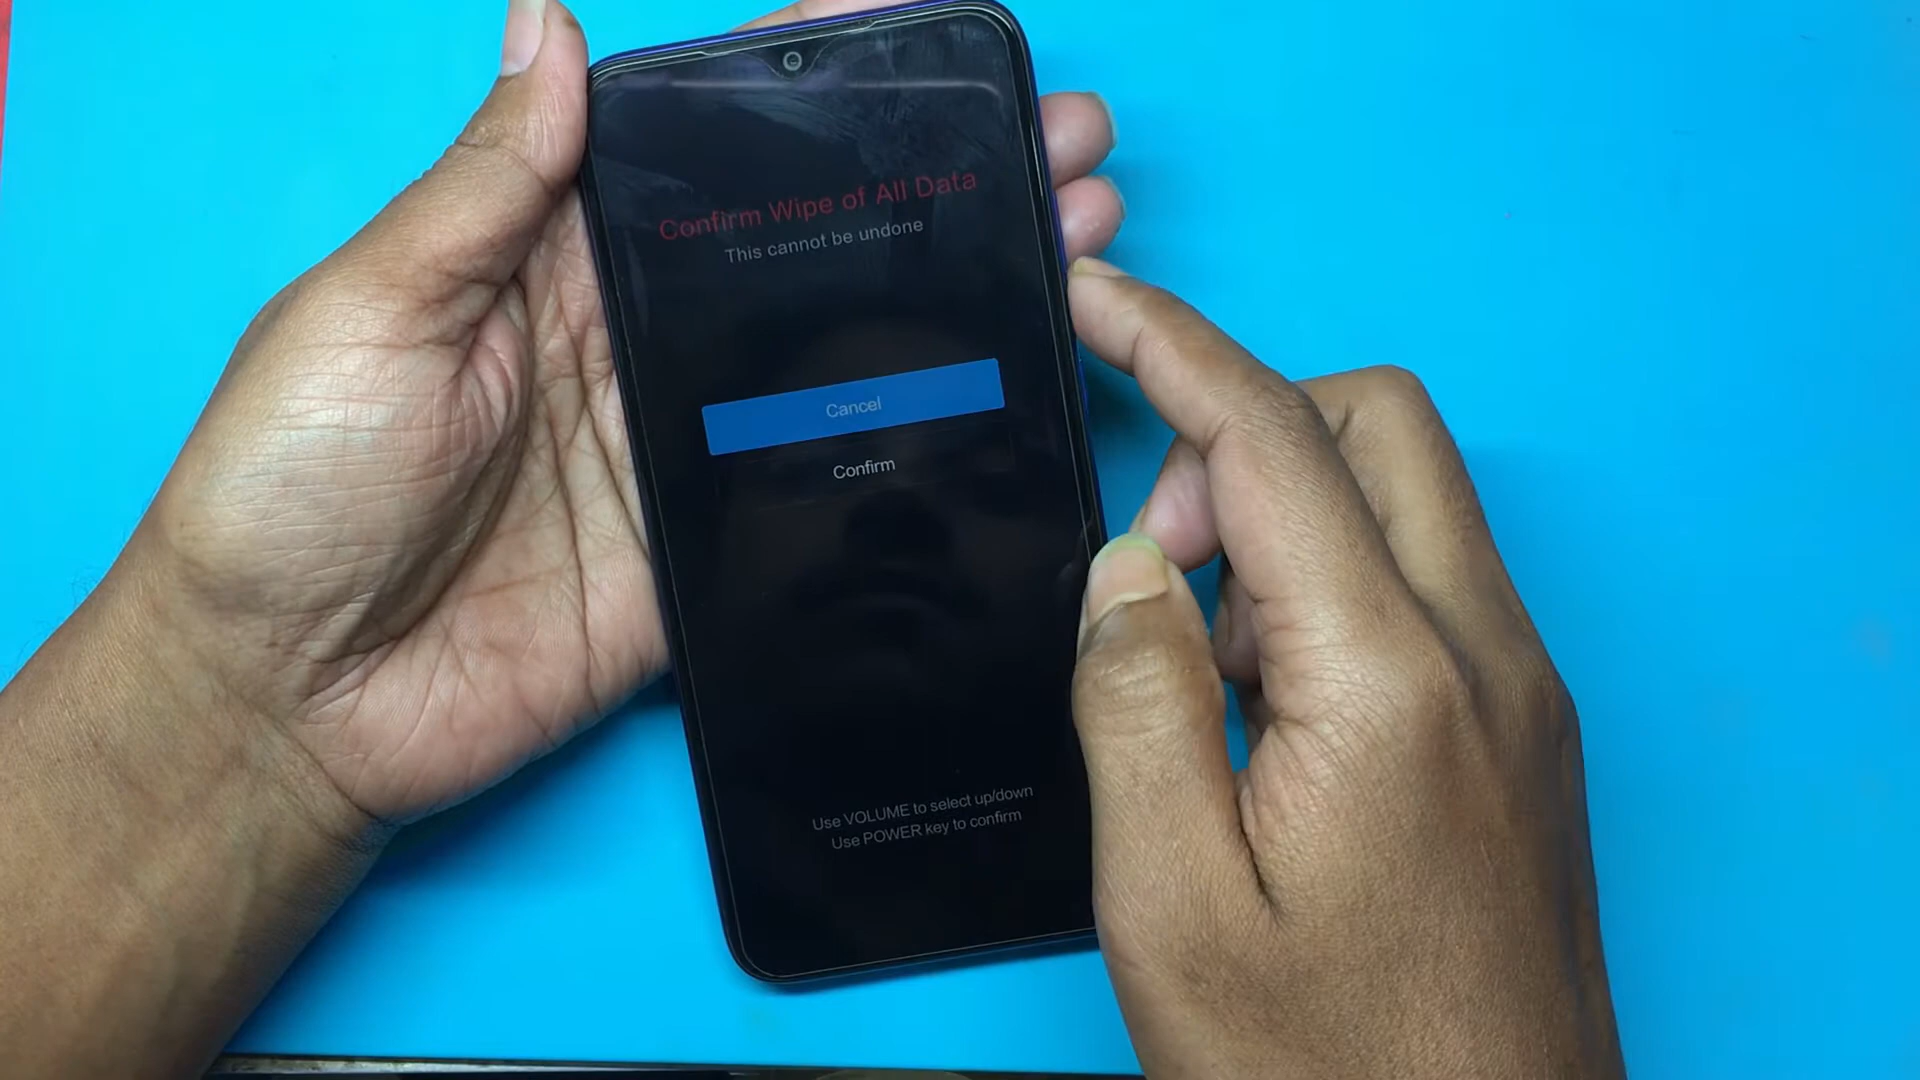 Confirm Wipe of All Data
This cannot be undone
Cancel
Confirm
Use VOLUME to select up/down
Use POWER key to confirm